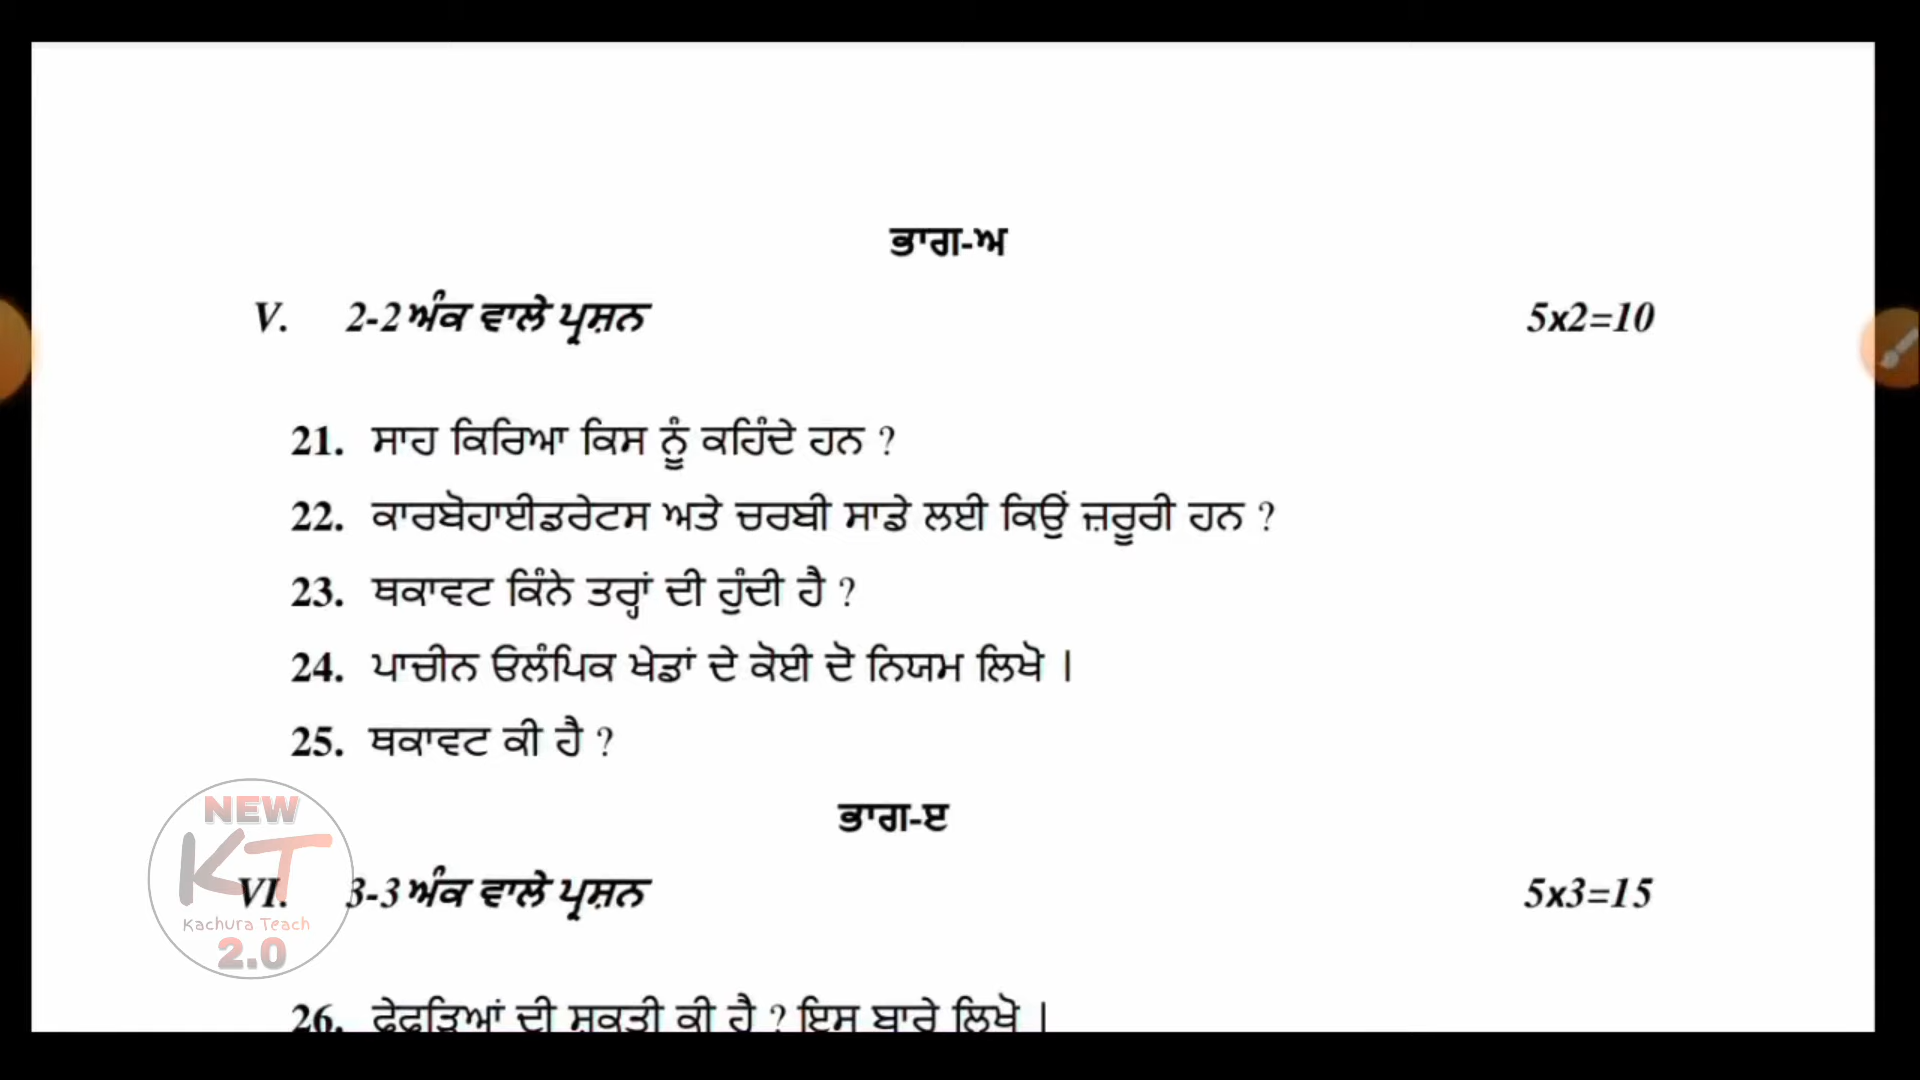 ਭਾਗ-ਅ
V. 2-2 ਅੰਕ ਵਾਲੇ ਪ੍ਰਸ਼ਨ 5x2=10
21. ਸਾਹ ਕਿਰਿਆ ਕਿਸ ਨੂੰ ਕਹਿੰਦੇ ਹਨ ?
22. ਕਾਰਬੋਹਾਈਡਰੇਟਸ ਅਤੇ ਚਰਬੀ ਸਾਡੇ ਲਈ ਕਿਉਂ ਜ਼ਰੂਰੀ ਹਨ ?
23. ਥਕਾਵਟ ਕਿੰਨੇ ਤਰ੍ਹਾਂ ਦੀ ਹੁੰਦੀ ਹੈ ?
24. ਪਾਚੀਨ ਓਲੰਪਿਕ ਖੇਡਾਂ ਦੇ ਕੋਈ ਦੋ ਨਿਯਮ ਲਿਖੋ ।
25. ਥਕਾਵਟ ਕੀ ਹੈ ?
ਭਾਗ-ੲ
VI. 3-3 ਅੰਕ ਵਾਲੇ ਪ੍ਰਸ਼ਨ 5x3=15
NEW
KT
Kachura Teach
2.0
26. ਫੇਫੜਿਆਂ ਦੀ ਸ਼ਕਤੀ ਕੀ ਹੈ ? ਇਸ ਬਾਰੇ ਲਿਖੋ ।